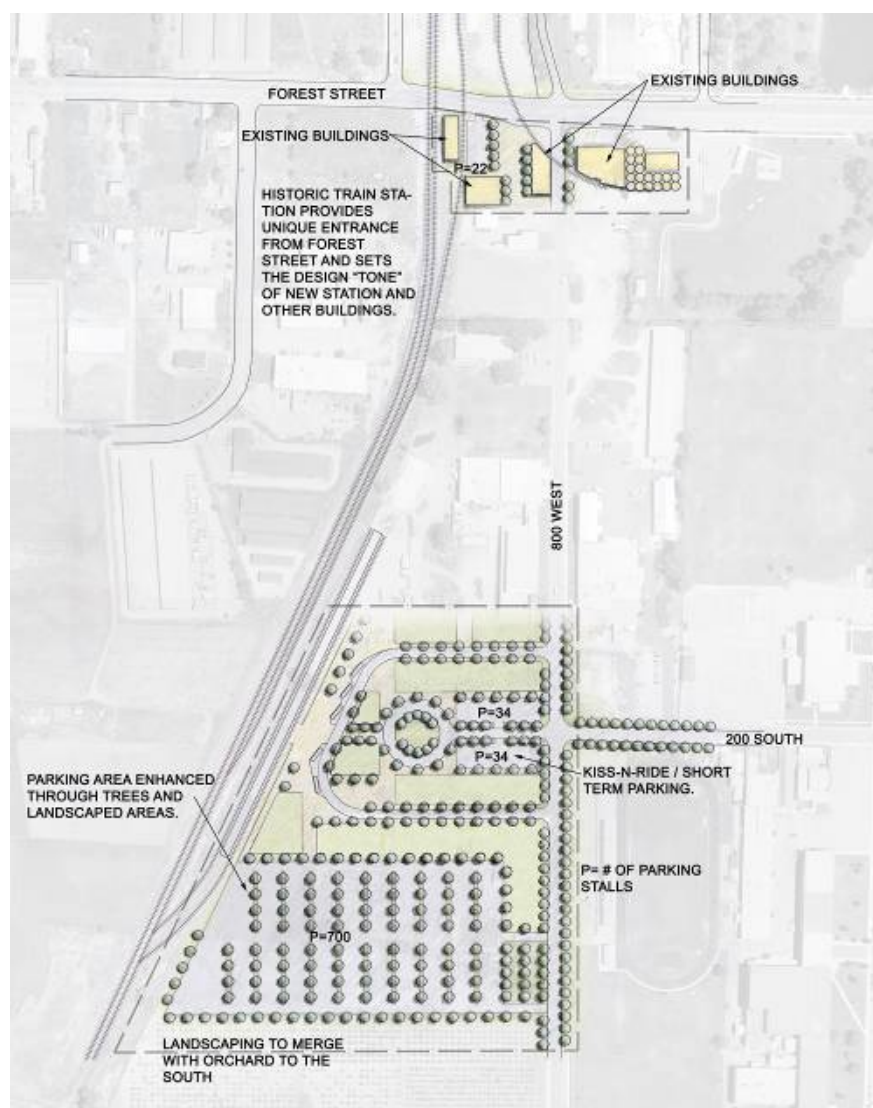 EXISTING BUILDINGS
FOREST STREET
EXISTING BUILDINGS
P=22
HISTORIC TRAIN STA-
TION PROVIDES
UNIQUE ENTRANCE
FROM FOREST
STREET AND SETS
THE DESIGN "TONE"
OF NEW STATION AND
OTHER BUILDINGS.
800 WEST
P=34
200 SOUTH
P=34
KISS-N-RIDE / SHORT
TERM PARKING.
PARKING AREA ENHANCED
THROUGH TREES AND
LANDSCAPED AREAS.
P= # OF PARKING
STALLS
P=700
LANDSCAPING TO MERGE
WITH ORCHARD TO THE
SOUTH